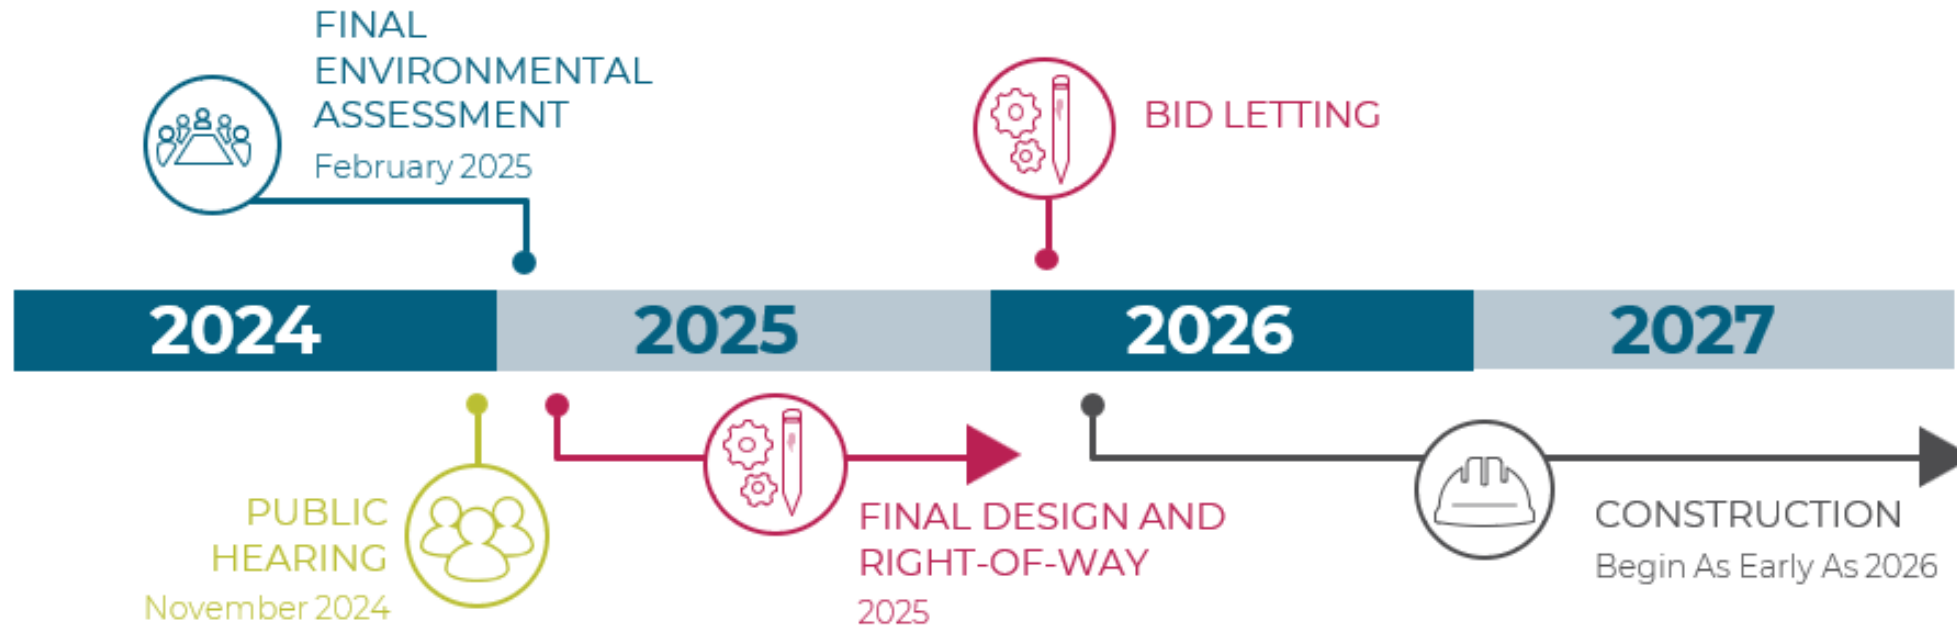 FINAL
ENVIRONMENTAL
ASSESSMENT
February 2025
BID LETTING
2024
2025
2026
2027
PUBLIC
HEARING
November 2024
FINAL DESIGN AND
RIGHT-OF-WAY
2025
CONSTRUCTION
Begin As Early As 2026